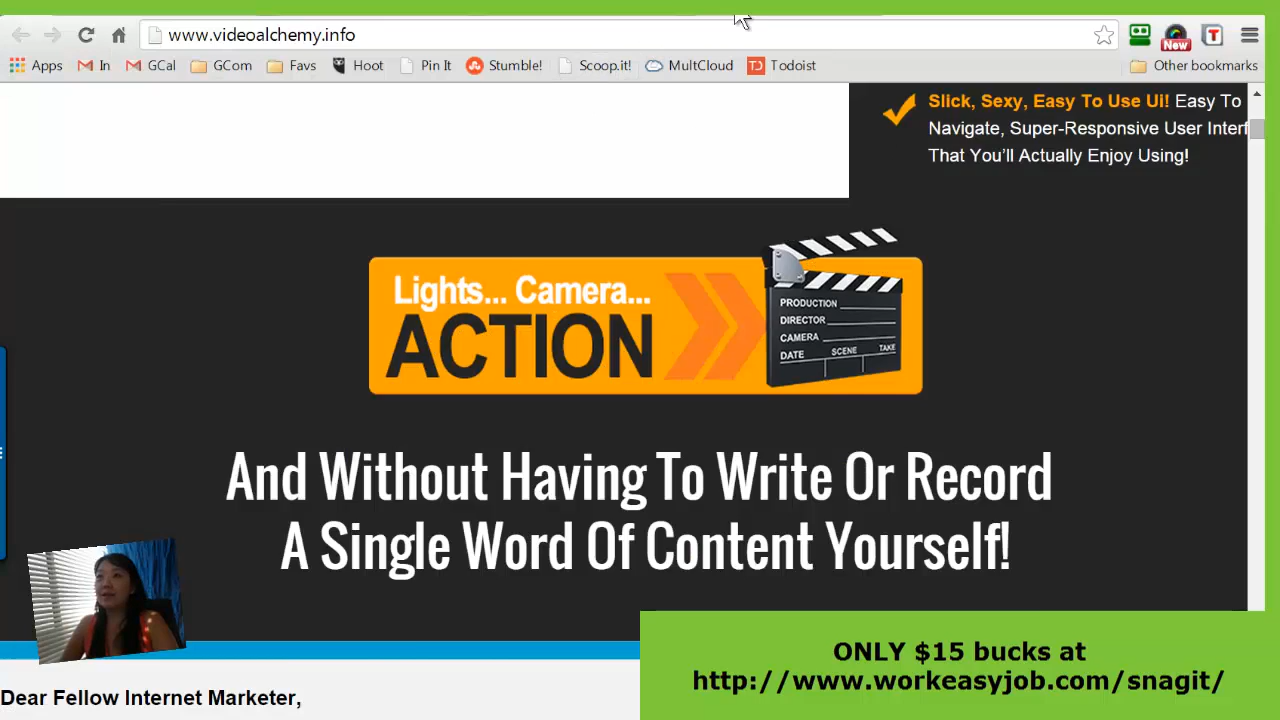 www.videoalchemy.info
New
T
Apps In GCal GCom Favs Hoot Pin It Stumble! Scoop.it! MultCloud TD Todoist Other bookmarks
Slick, Sexy, Easy To Use Ui! Easy To
Navigate, Super-Responsive User Interf
That You'll Actually Enjoy Using!
Lights... Camera...
ACTION
PRODUCTION
DIRECTOR
CAMERA
DATE SCENE TAKE
And Without Having To Write Or Record
A Single Word Of Content Yourself!
Dear Fellow Internet Marketer,
ONLY $15 bucks at
http://www.workeasyjob.com/snagit/